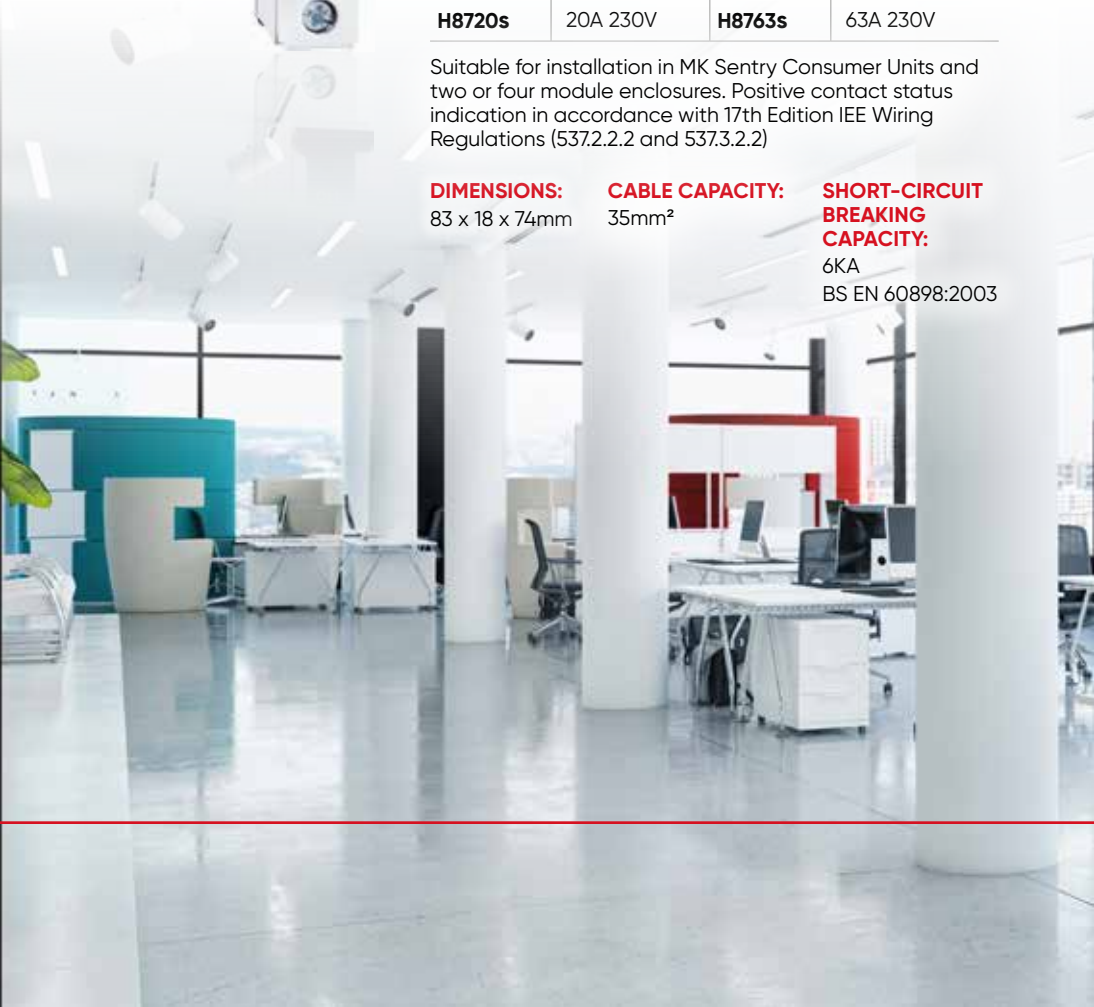 H8720s 20A 230V H8763s 63A 230V
Suitable for installation in MK Sentry Consumer Units and
two or four module enclosures. Positive contact status
indication in accordance with 17th Edition IEE Wiring
Regulations (537.2.2.2 and 537.3.2.2)
DIMENSIONS:
83 x 18 x 74mm
CABLE CAPACITY:
35mm²
SHORT-CIRCUIT
BREAKING
CAPACITY:
6KA
BS EN 60898:2003